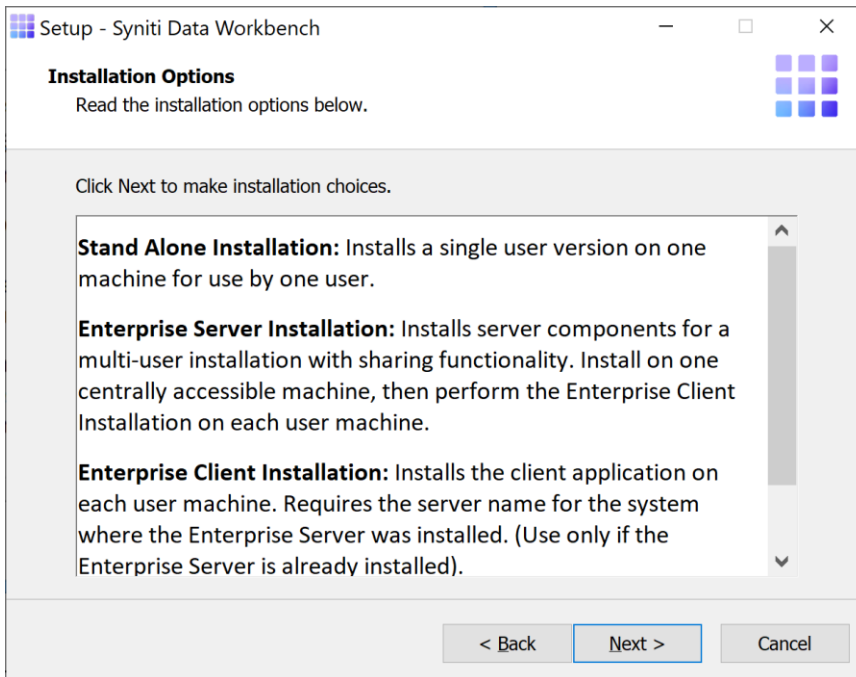 Setup - Syniti Data Workbench
Installation Options
Read the installation options below.
Click Next to make installation choices.
Stand Alone Installation: Installs a single user version on one
machine for use by one user.
Enterprise Server Installation: Installs server components for a
multi-user installation with sharing functionality. Install on one
centrally accessible machine, then perform the Enterprise Client
Installation on each user machine.
Enterprise Client Installation: Installs the client application on
each user machine. Requires the server name for the system
where the Enterprise Server was installed. (Use only if the
Enterprise Server is already installed).
< Back
Next >
Cancel